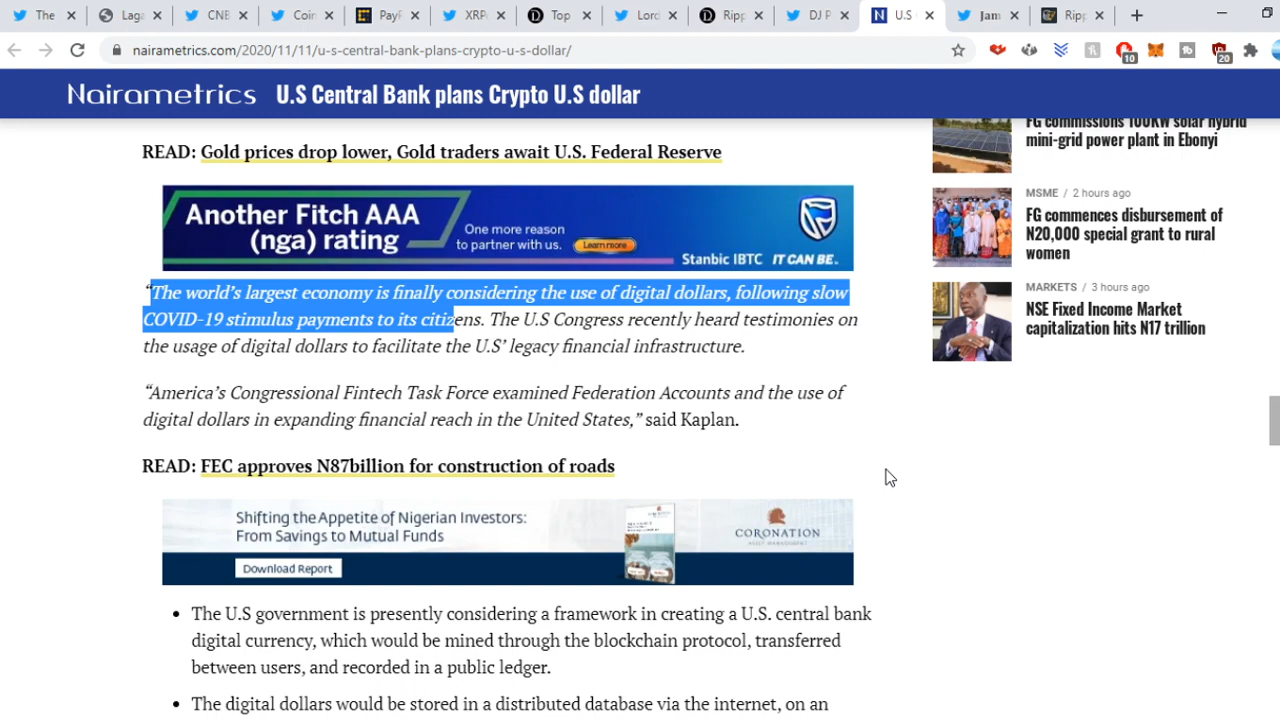 The
Laga
CNB
Coin
PayF
XRP
Top
Lord
Ripp
DJ P
U.S
Jam
Ripp
nairametrics.com/2020/11/11/u-s-central-bank-plans-crypto-u-s-dollar/
10
20
Nairametrics U.S Central Bank plans Crypto U.S dollar
READ: Gold prices drop lower, Gold traders await U.S. Federal Reserve
Another Fitch AAA
(nga) rating
One more reason
to partner with us.
Learn more
Stanbic IBTC IT CAN BE.
“The world’s largest economy is finally considering the use of digital dollars, following slow
COVID-19 stimulus payments to its citizens. The U.S Congress recently heard testimonies on
the usage of digital dollars to facilitate the U.S’ legacy financial infrastructure.
“America’s Congressional Fintech Task Force examined Federation Accounts and the use of
digital dollars in expanding financial reach in the United States,” said Kaplan.
READ: FEC approves N87billion for construction of roads
Shifting the Appetite of Nigerian Investors:
From Savings to Mutual Funds
Download Report
CORONATION
ASSET MANAGEMENT
• The U.S government is presently considering a framework in creating a U.S. central bank
digital currency, which would be mined through the blockchain protocol, transferred
between users, and recorded in a public ledger.
• The digital dollars would be stored in a distributed database via the internet, on an
FG commissions 100KW solar hybrid
mini-grid power plant in Ebonyi
MSME / 2 hours ago
FG commences disbursement of
N20,000 special grant to rural
women
MARKETS / 3 hours ago
NSE Fixed Income Market
capitalization hits N17 trillion